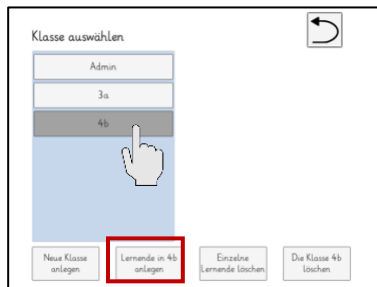 Klasse auswählen
Admin
3a
4b
Neue Klasse
anlegen
Lernende in 4b
anlegen
Einzelne
Lernende löschen
Die Klasse 4b
löschen